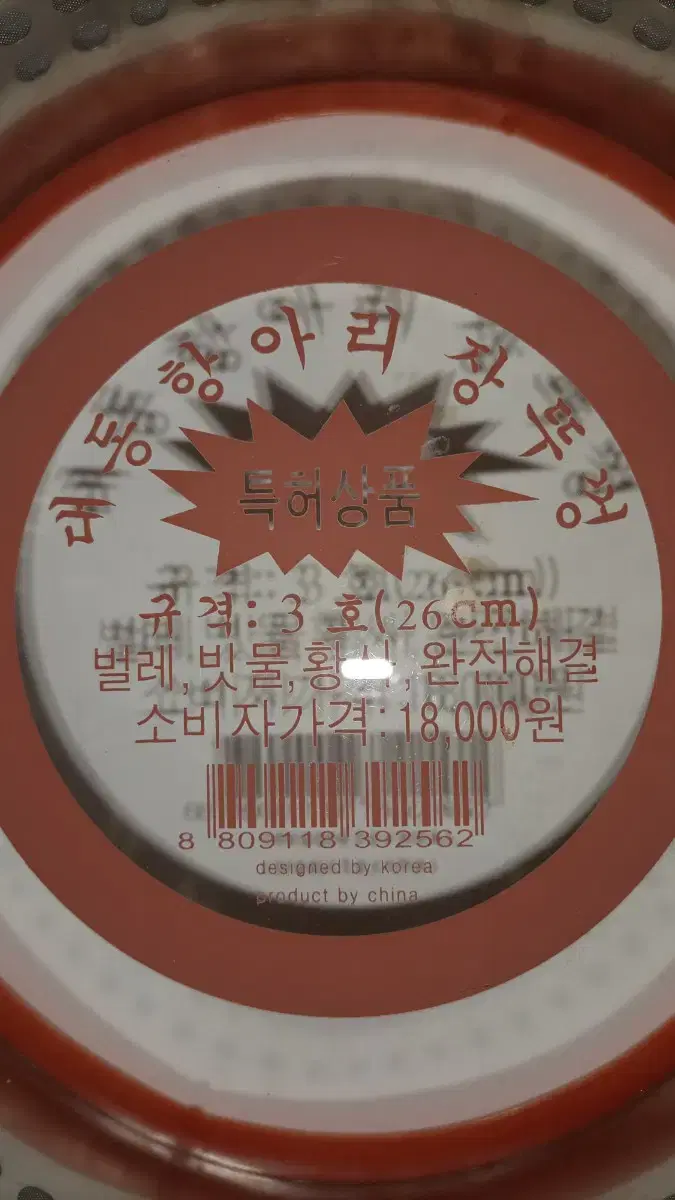 대동항아리장뚜껑
특허상품
규격: 3 호(26cm)
벌레,빗물,황사,완전해결
소비자가격:18,000원
8 809118 392562
designed by korea
product by china